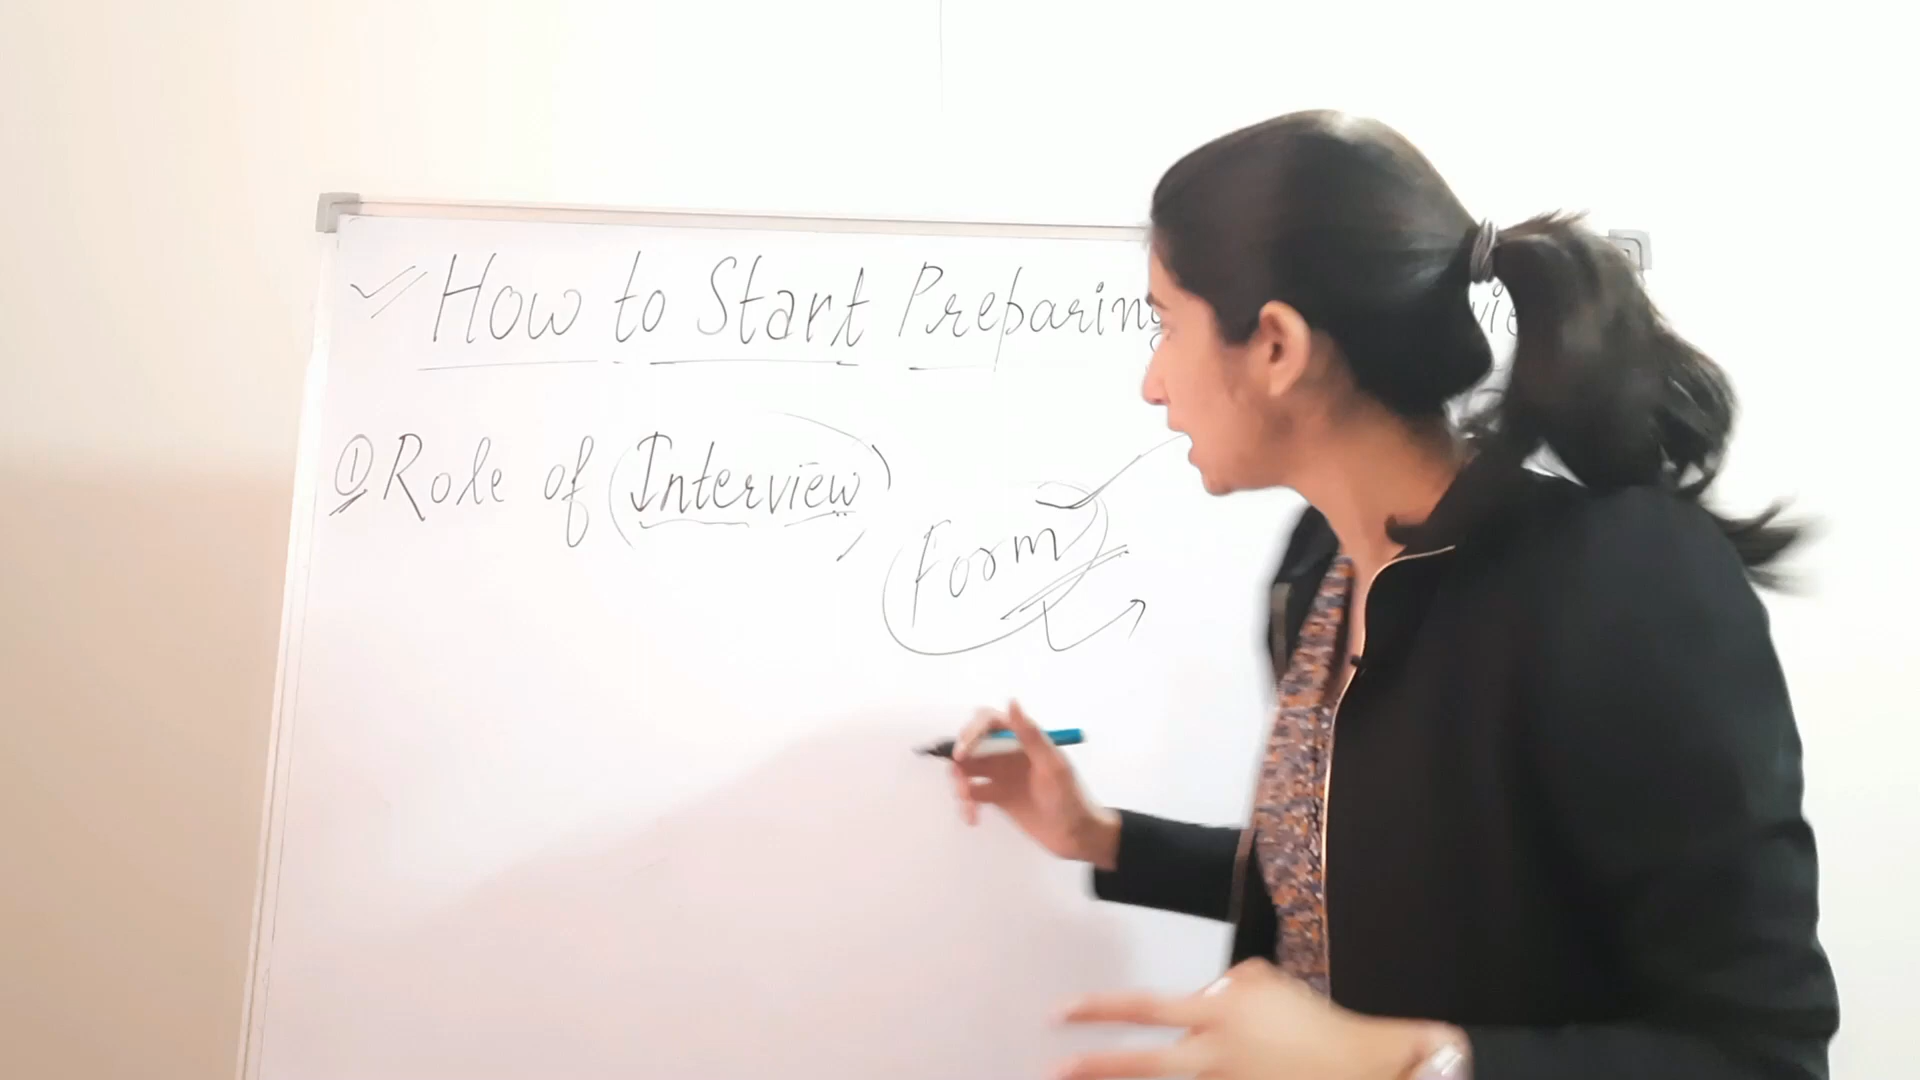 How to Start Preparing
① Role of Interview
Form